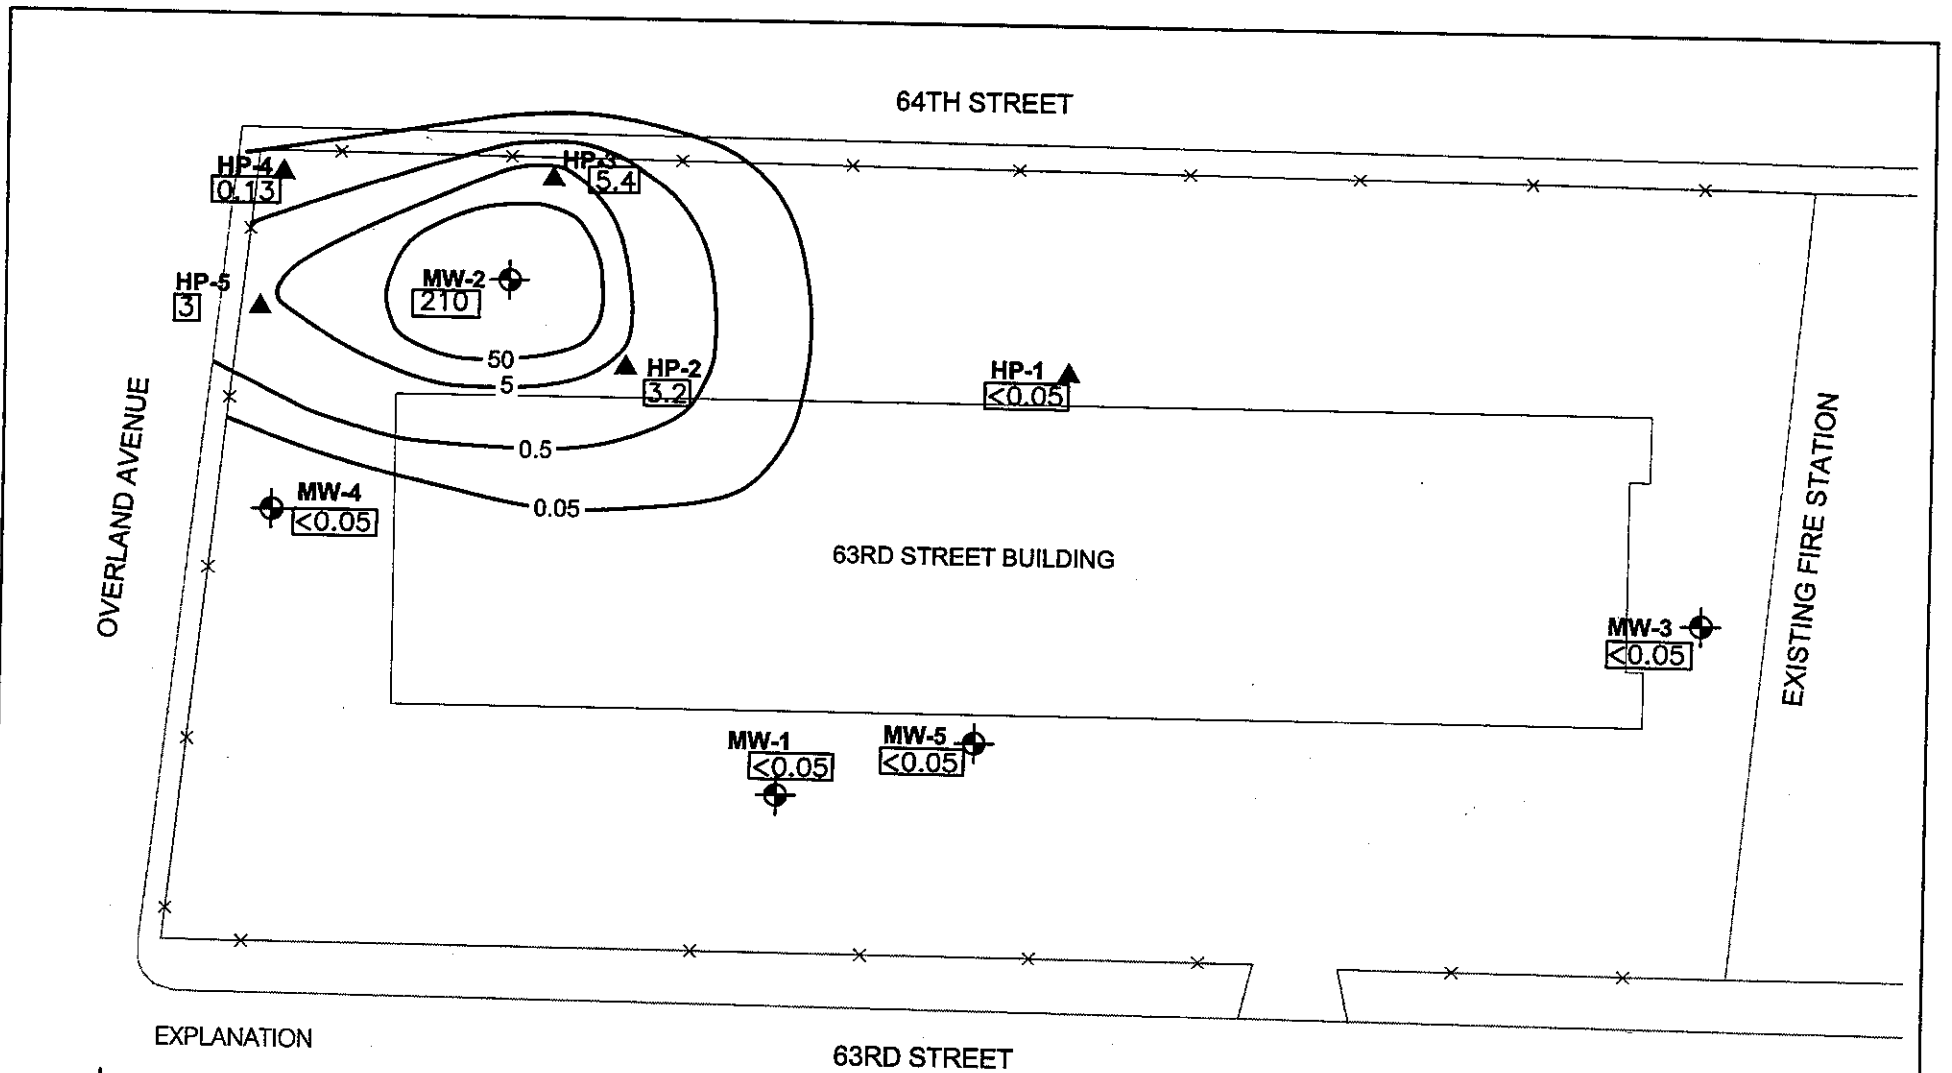 64TH STREET
HP-4
0.13
HP-3
5.4
HP-5
3
MW-2
210
50
5
HP-2
3.2
HP-1
<0.05
0.5
0.05
MW-4
<0.05
OVERLAND AVENUE
63RD STREET BUILDING
EXISTING FIRE STATION
MW-3
<0.05
MW-1
<0.05
MW-5
<0.05
EXPLANATION
63RD STREET